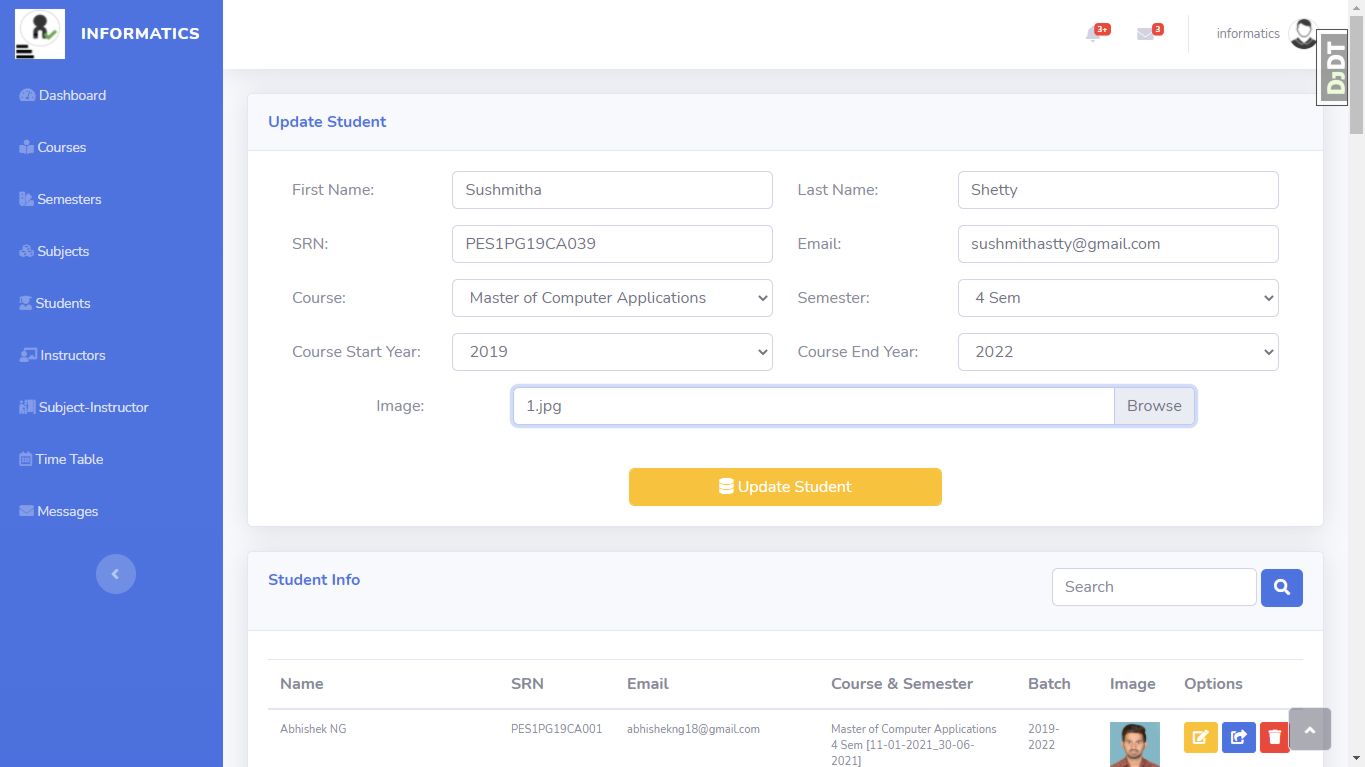 INFORMATICS
Dashboard
Courses
Semesters
Subjects
Students
Instructors
Subject-Instructor
Time Table
Messages
3+
3
informatics
DjDT
Update Student
First Name: Sushmitha Last Name: Shetty
SRN: PES1PG19CA039 Email: sushmithastty@gmail.com
Course: Master of Computer Applications Semester: 4 Sem
Course Start Year: 2019 Course End Year: 2022
Image: 1.jpg Browse
Update Student
Student Info Search
Name SRN Email Course & Semester Batch Image Options
Abhishek NG PES1PG19CA001 abhishekng18@gmail.com Master of Computer Applications 2019-
4 Sem [11-01-2021_30-06- 2022
2021]